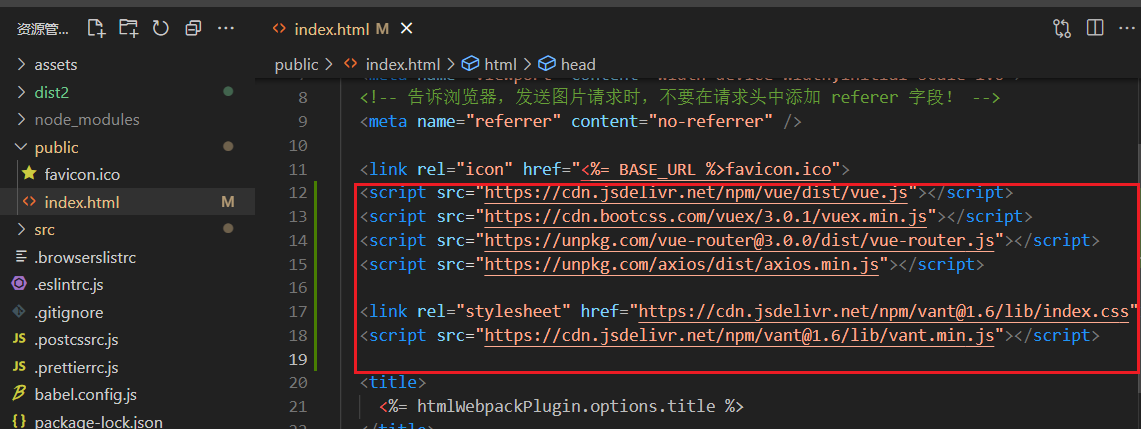 资源管...
index.html M
public > index.html > html > head
assets
dist2
node_modules
public
favicon.ico
index.html M
src
.browserslistrc
.eslintrc.js
.gitignore
.postcssrc.js
.prettierrc.js
babel.config.js
package-lock.json
8 <!-- 告诉浏览器，发送图片请求时，不要在请求头中添加 referer 字段！ -->
9 <meta name="referrer" content="no-referrer" />
10
11 <link rel="icon" href="<%= BASE_URL %>favicon.ico">
12 <script src="https://cdn.jsdelivr.net/npm/vue/dist/vue.js"></script>
13 <script src="https://cdn.bootcss.com/vuex/3.0.1/vuex.min.js"></script>
14 <script src="https://unpkg.com/vue-router@3.0.0/dist/vue-router.js"></script>
15 <script src="https://unpkg.com/axios/dist/axios.min.js"></script>
16
17 <link rel="stylesheet" href="https://cdn.jsdelivr.net/npm/vant@1.6/lib/index.css"
18 <script src="https://cdn.jsdelivr.net/npm/vant@1.6/lib/vant.min.js"></script>
19
20 <title>
21 <%= htmlWebpackPlugin.options.title %>